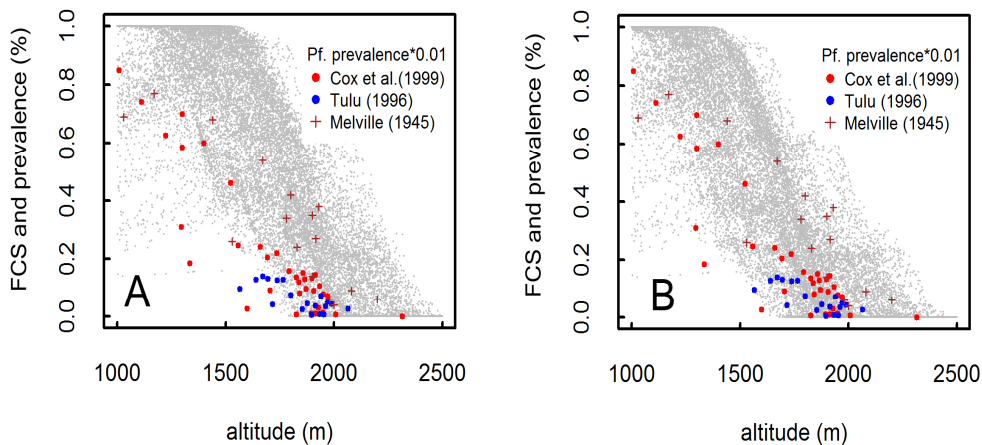 FCS and prevalence (%)
1.0
0.8
0.6
0.4
0.2
0.0
Pf. prevalence*0.01
Cox et al.(1999)
Tulu (1996)
Melville (1945)
A
1000 1500 2000 2500
altitude (m)
FCS and prevalence (%)
1.0
0.8
0.6
0.4
0.2
0.0
Pf. prevalence*0.01
Cox et al.(1999)
Tulu (1996)
Melville (1945)
B
1000 1500 2000 2500
altitude (m)